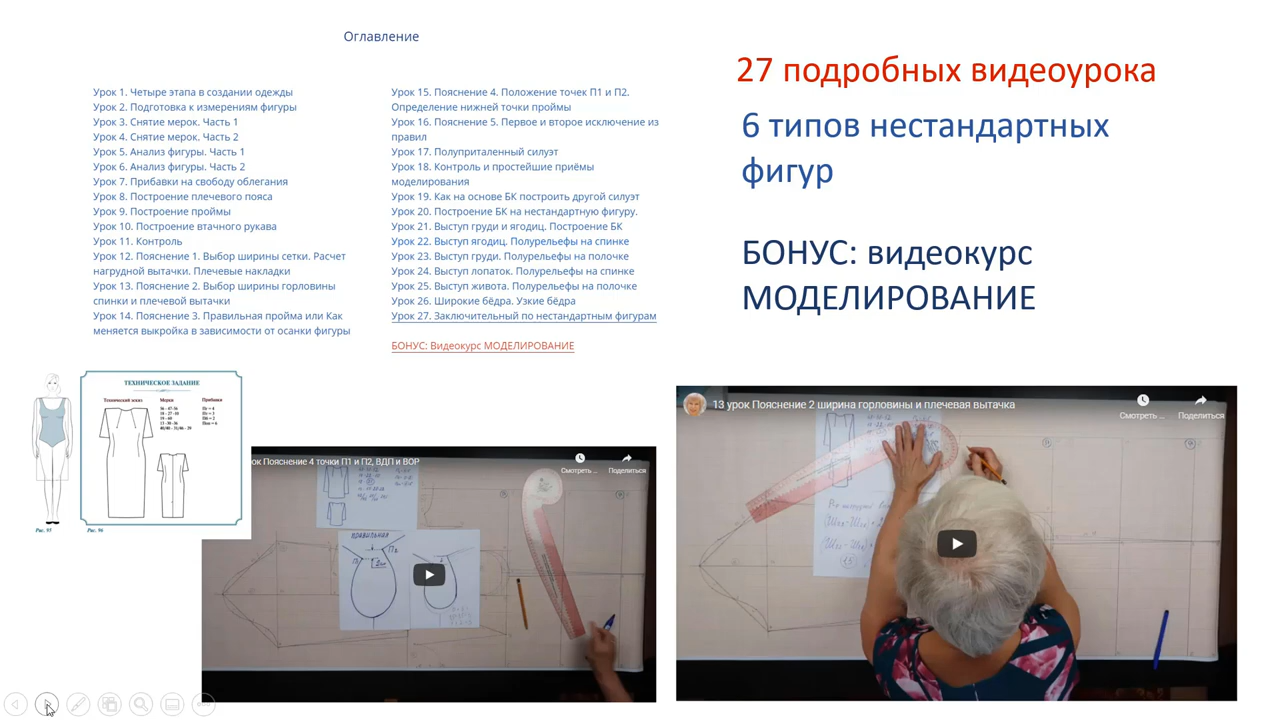 Оглавление
Урок 1. Четыре этапа в создании одежды
Урок 2. Подготовка к измерениям фигуры
Урок 3. Снятие мерок. Часть 1
Урок 4. Снятие мерок. Часть 2
Урок 5. Анализ фигуры. Часть 1
Урок 6. Анализ фигуры. Часть 2
Урок 7. Прибавки на свободу облегания
Урок 8. Построение плечевого пояса
Урок 9. Построение проймы
Урок 10. Построение втачного рукава
Урок 11. Контроль
Урок 12. Пояснение 1. Выбор ширины сетки. Расчет
нагрудной вытачки. Плечевые накладки
Урок 13. Пояснение 2. Выбор ширины горловины
спинки и плечевой вытачки
Урок 14. Пояснение 3. Правильная пройма или Как
меняется выкройка в зависимости от осанки фигуры
Урок 15. Пояснение 4. Положение точек П1 и П2.
Определение нижней точки проймы
Урок 16. Пояснение 5. Первое и второе исключение из
правил
Урок 17. Полуприталенный силуэт
Урок 18. Контроль и простейшие приёмы
моделирования
Урок 19. Как на основе БК построить другой силуэт
Урок 20. Построение БК на нестандартную фигуру.
Урок 21. Выступ груди и ягодиц. Построение БК
Урок 22. Выступ ягодиц. Полурельефы на спинке
Урок 23. Выступ груди. Полурельефы на полочке
Урок 24. Выступ лопаток. Полурельефы на спинке
Урок 25. Выступ живота. Полурельефы на полочке
Урок 26. Широкие бёдра. Узкие бёдра
Урок 27. Заключительный по нестандартным фигурам
БОНУС: Видеокурс МОДЕЛИРОВАНИЕ
27 подробных видеоурока
6 типов нестандартных
фигур
БОНУС: видеокурс
МОДЕЛИРОВАНИЕ
ТЕХНИЧЕСКОЕ ЗАДАНИЕ
Технический эскиз
Мерки
Прибавки
Рис. 95
Рис. 96
ок Пояснение 4 точки П1 и П2, ВДП и ВОР
Смотреть ...
Поделиться
ПРАВИЛЬНАЯ
13 урок Пояснение 2 ширина горловины и плечевая вытачка
Смотреть ...
Поделиться